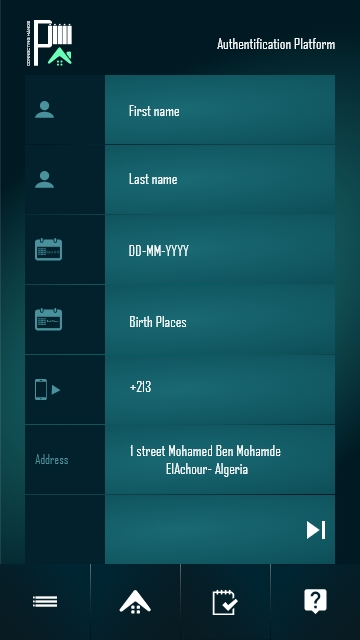 Authentification Platform
First name
Last name
DD-MM-YYYY
Birth Places
+213
Address
1 street Mohamed Ben Mohamde
ElAchour- Algeria